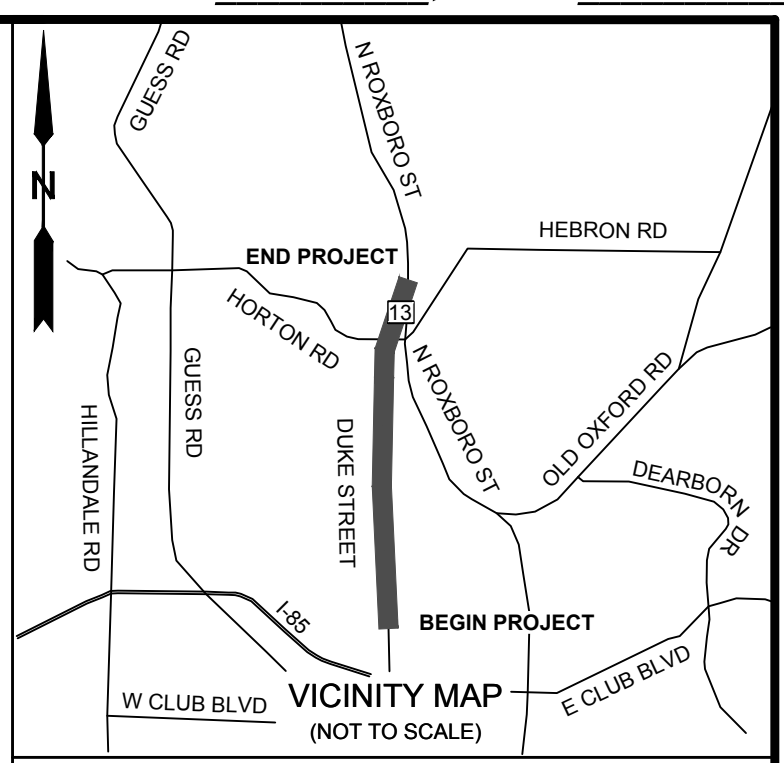 GUESS RD
N ROXBORO ST
N
HEBRON RD
END PROJECT
13
HORTON RD
GUESS RD
N ROXBORO ST
OLD OXFORD RD
HILLANDALE RD
DUKE STREET
DEARBORN DR
I-85
BEGIN PROJECT
W CLUB BLVD
VICINITY MAP
(NOT TO SCALE)
E CLUB BLVD